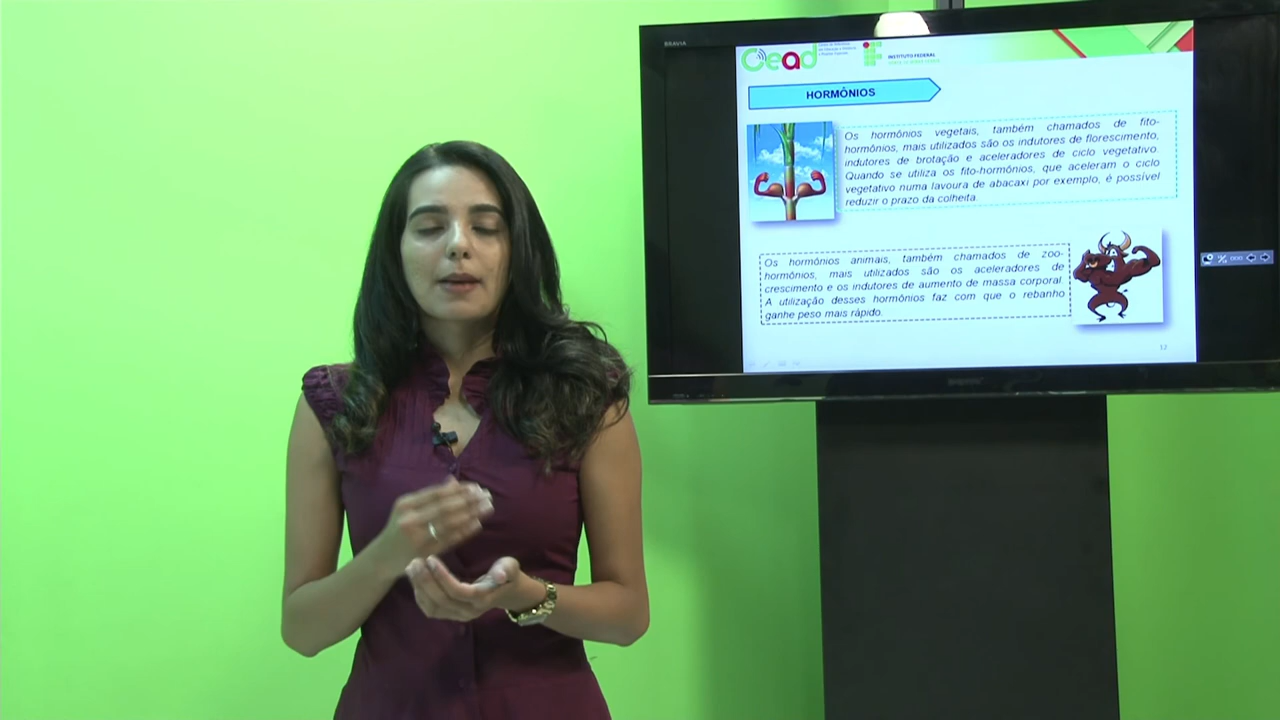 BRAVIA
Cead
INSTITUTO FEDERAL
HORMÔNIOS
Os hormônios vegetais, também chamados de fito-
hormônios, mais utilizados são os indutores de florescimento,
indutores de brotação e aceleradores de ciclo vegetativo.
Quando se utiliza os fito-hormônios, que aceleram o ciclo
vegetativo numa lavoura de abacaxi por exemplo, é possível
reduzir o prazo da colheita.
Os hormônios animais, também chamados de zoo-
hormônios, mais utilizados são os aceleradores de
crescimento e os indutores de aumento de massa corporal.
A utilização desses hormônios faz com que o rebanho
ganhe peso mais rápido.
12